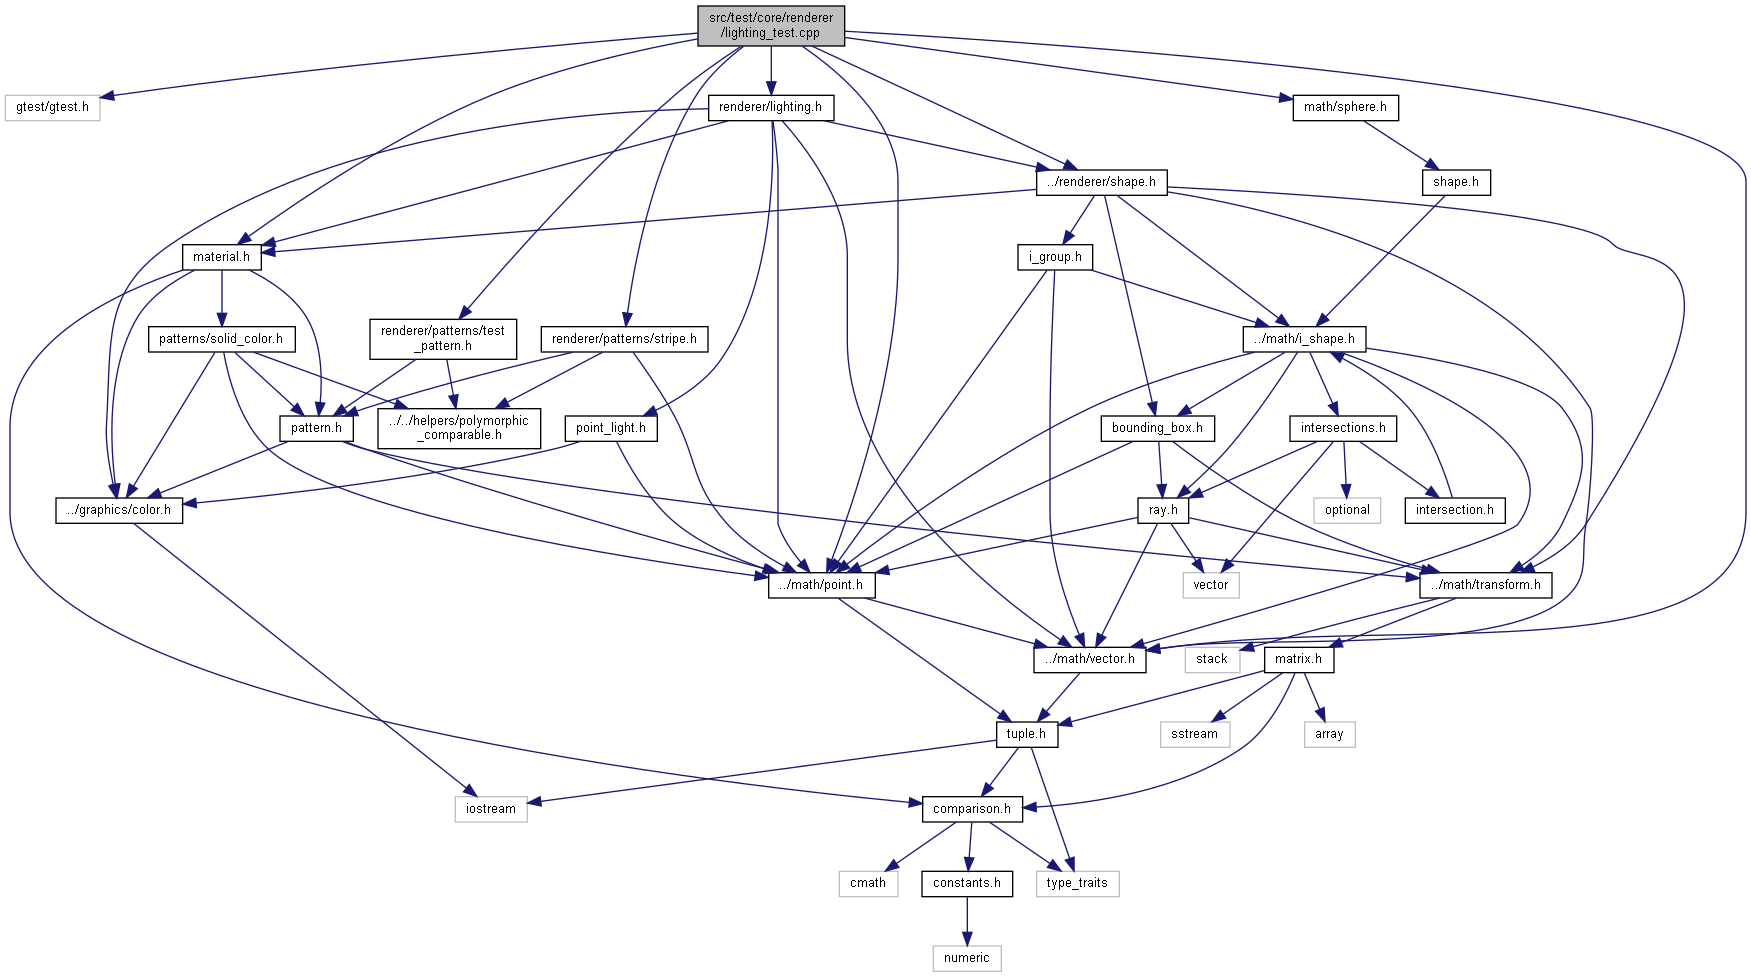 src/test/core/renderer
/lighting_test.cpp
gtest/gtest.h
renderer/lighting.h
math/sphere.h
../renderer/shape.h
shape.h
material.h
i_group.h
patterns/solid_color.h
renderer/patterns/test
_pattern.h
renderer/patterns/stripe.h
../math/i_shape.h
pattern.h
../../helpers/polymorphic
_comparable.h
point_light.h
bounding_box.h
intersections.h
../graphics/color.h
ray.h
optional
intersection.h
../math/point.h
vector
../math/transform.h
../math/vector.h
stack
matrix.h
tuple.h
sstream
array
iostream
comparison.h
cmath
constants.h
type_traits
numeric